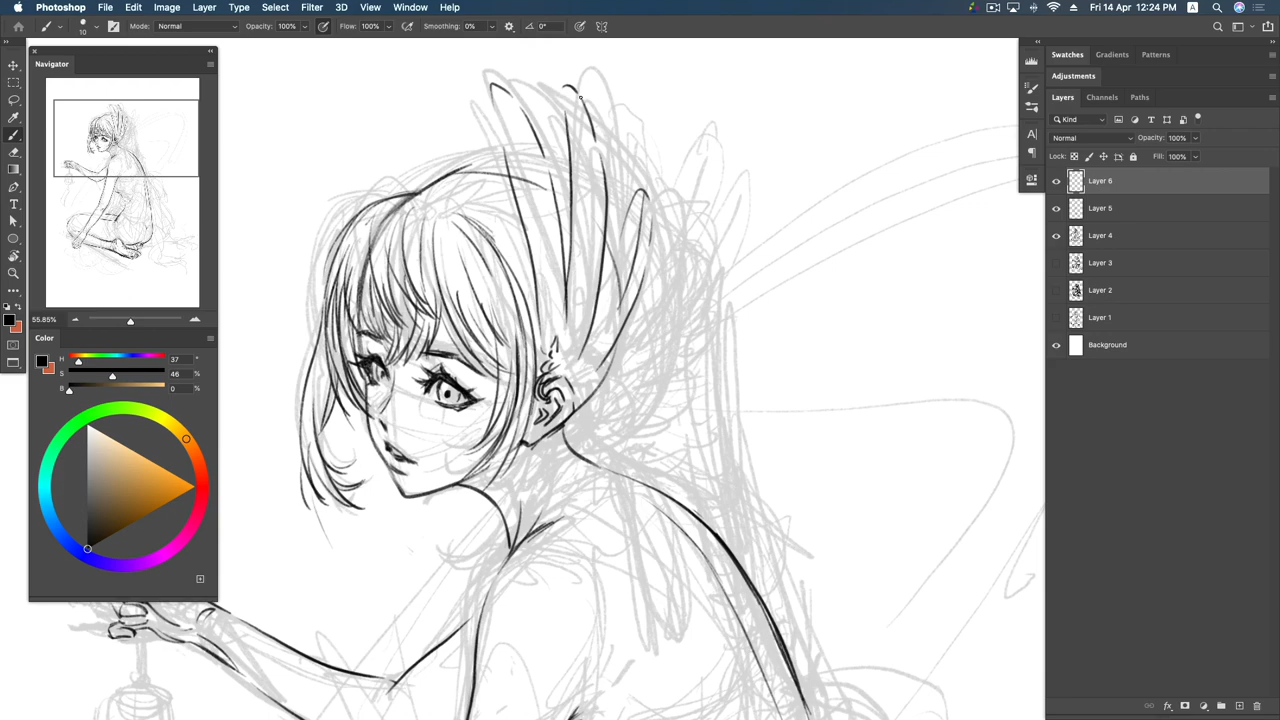 Photoshop File Edit Image Layer Type Select Filter 3D View Window Help
Fri 14 Apr 12:24 PM
10 Mode: Normal Opacity: 100% Flow: 100% Smoothing: 0% 0°
Navigator
55.85%
Color
H 37 °
S 46 %
B 0 %
Swatches Gradients Patterns
Adjustments
Layers Channels Paths
Kind
Normal Opacity: 100%
Lock: Fill: 100%
Layer 6
Layer 5
Layer 4
Layer 3
Layer 2
Layer 1
Background